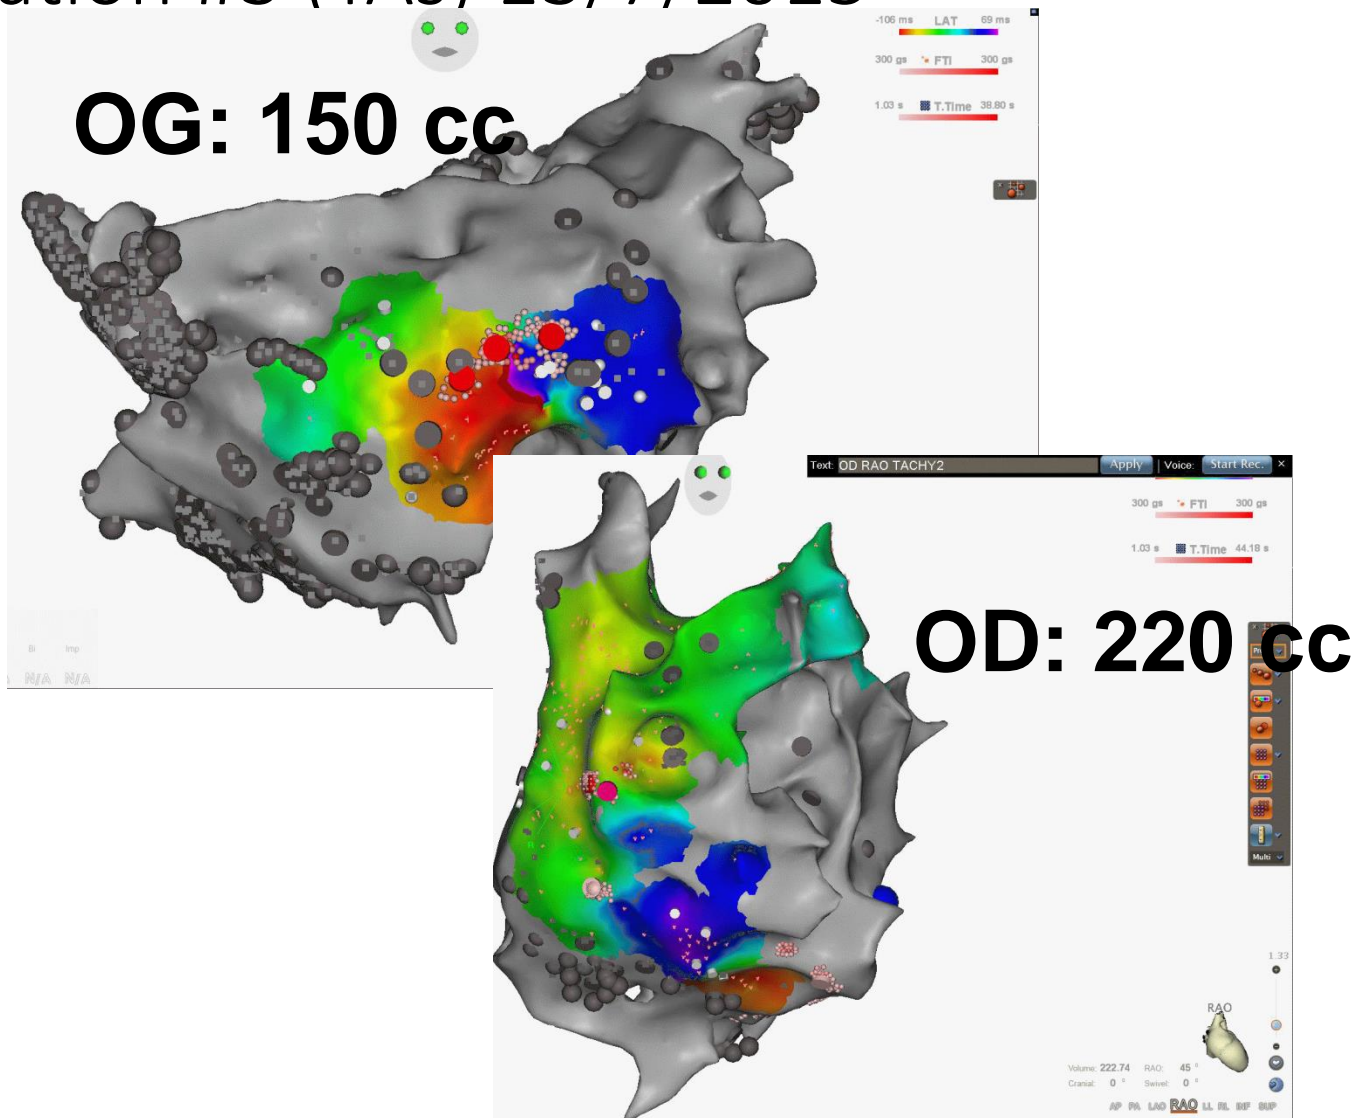 -106 ms LAT 69 ms
300 gs FTI 300 gs
1.03 s T.Time 38.80 s
OG: 150 cc
Bi Imp
N/A N/A
Text: OD RAO TACHY2 Apply Voice: Start Rec. ×
300 gs FTI 300 gs
1.03 s T.Time 44.18 s
OD: 220 cc
Multi
1.33
RAO
Volume: 222.74 RAO: 45 °
Cranial: 0 ° Swivel: 0 °
AP PA LAO RAO LL RL INF SUP